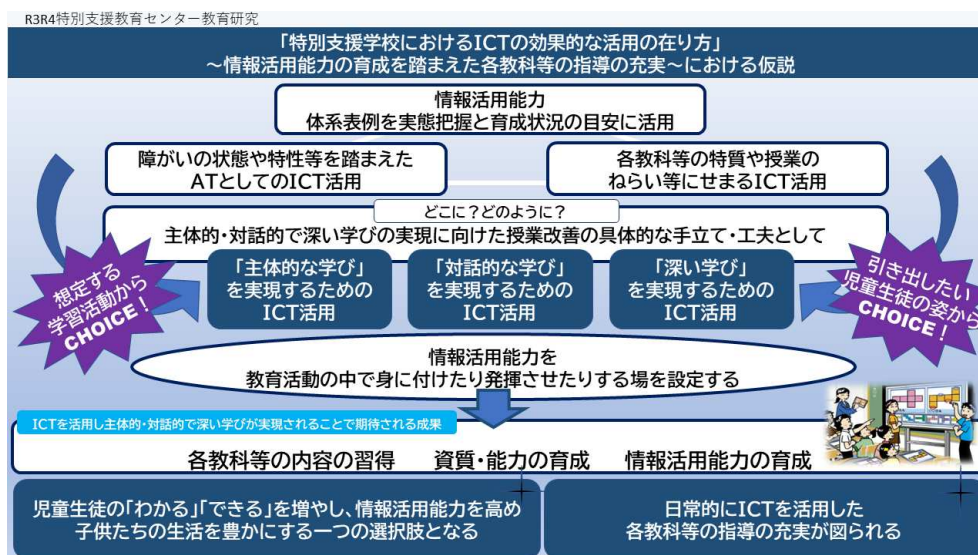 R3R4特別支援教育センター教育研究
「特別支援学校におけるICTの効果的な活用の在り方」
～情報活用能力の育成を踏まえた各教科等の指導の充実～における仮説
情報活用能力
体系表例を実態把握と育成状況の目安に活用
障がいの状態や特性等を踏まえた
ATとしてのICT活用
各教科等の特質や授業の
ねらい等にせまるICT活用
どこに？どのように？
主体的・対話的で深い学びの実現に向けた授業改善の具体的な手立て・工夫として
想定する
学習活動から
CHOICE！
「主体的な学び」
を実現するための
ICT活用
「対話的な学び」
を実現するための
ICT活用
「深い学び」
を実現するための
ICT活用
引き出したい
児童生徒の姿から
CHOICE！
情報活用能力を
教育活動の中で身に付けたり発揮させたりする場を設定する
ICTを活用し主体的・対話的で深い学びが実現されることで期待される成果
各教科等の内容の習得　資質・能力の育成　情報活用能力の育成
児童生徒の「わかる」「できる」を増やし、情報活用能力を高め
子供たちの生活を豊かにする一つの選択肢となる
日常的にICTを活用した
各教科等の指導の充実が図られる